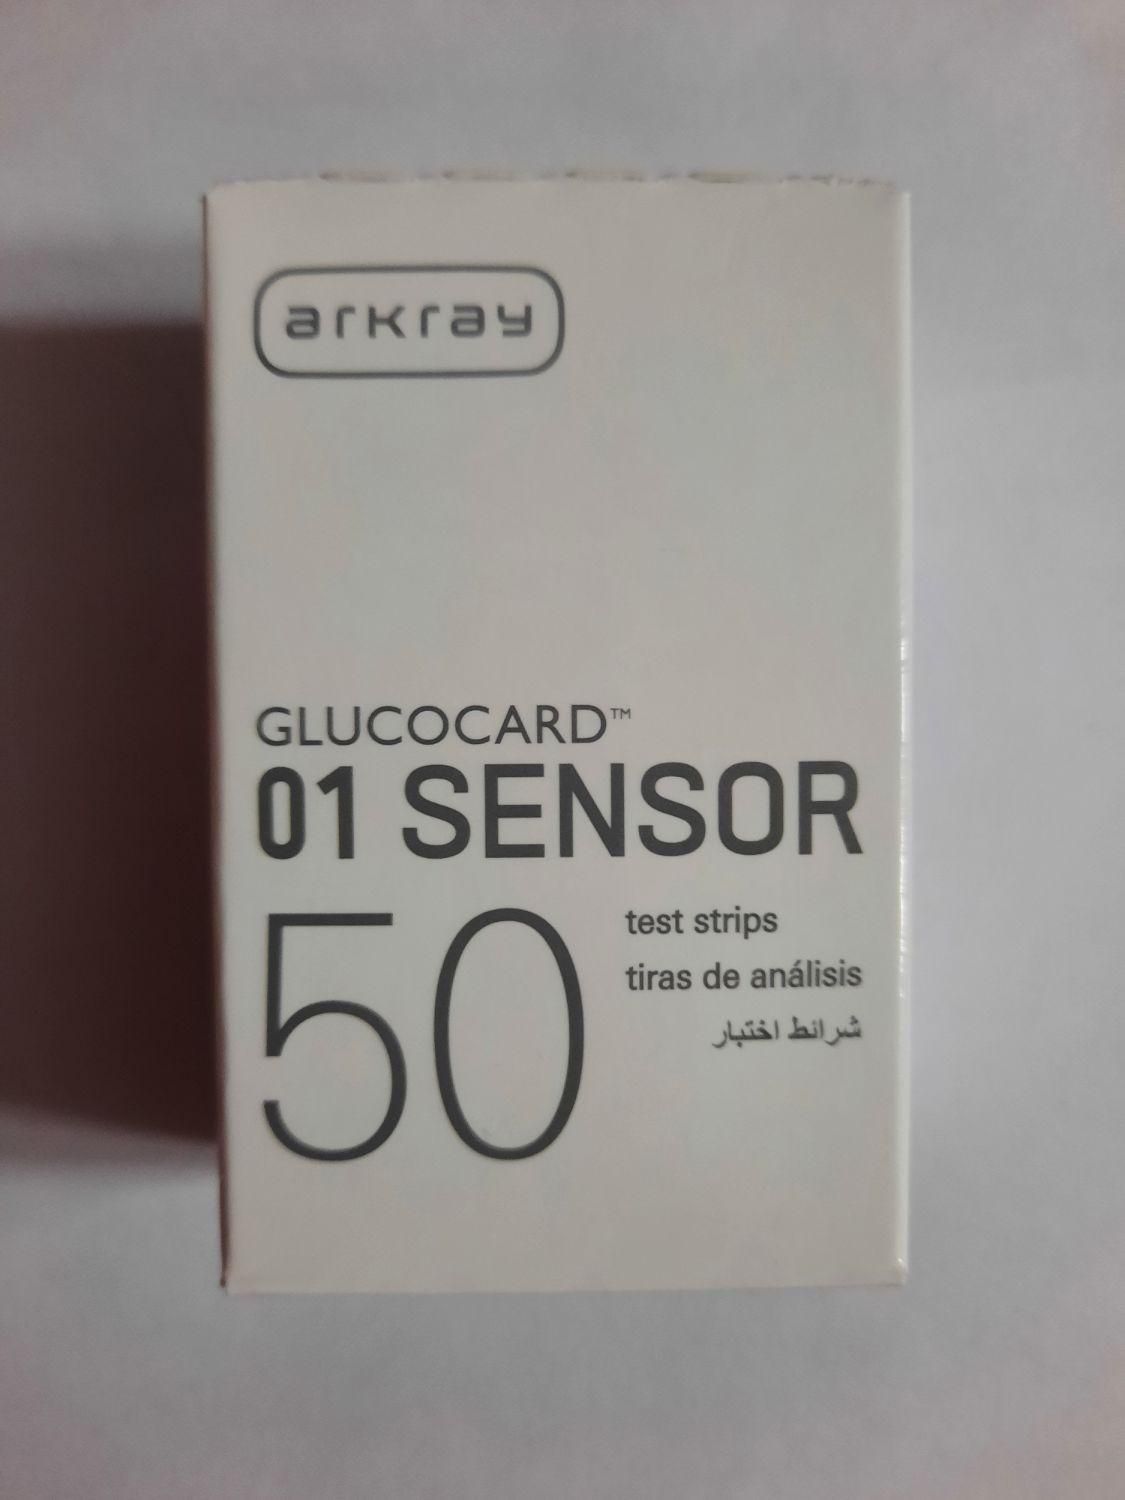 arkray
GLUCOCARD™
01 SENSOR
50
test strips
tiras de análisis
شرائط اختبار